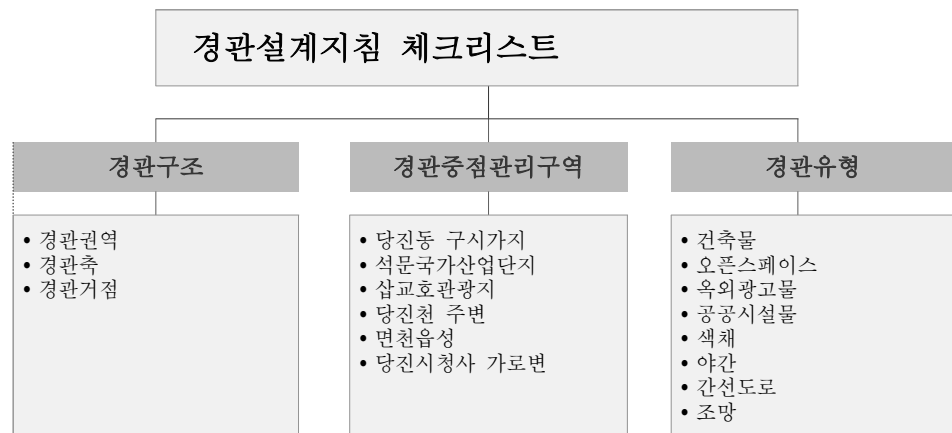 경관설계지침 체크리스트
경관구조
• 경관권역
• 경관축
• 경관거점
경관중점관리구역
• 당진동 구시가지
• 석문국가산업단지
• 삽교호관광지
• 당진천 주변
• 면천읍성
• 당진시청사 가로변
경관유형
• 건축물
• 오픈스페이스
• 옥외광고물
• 공공시설물
• 색채
• 야간
• 간선도로
• 조망